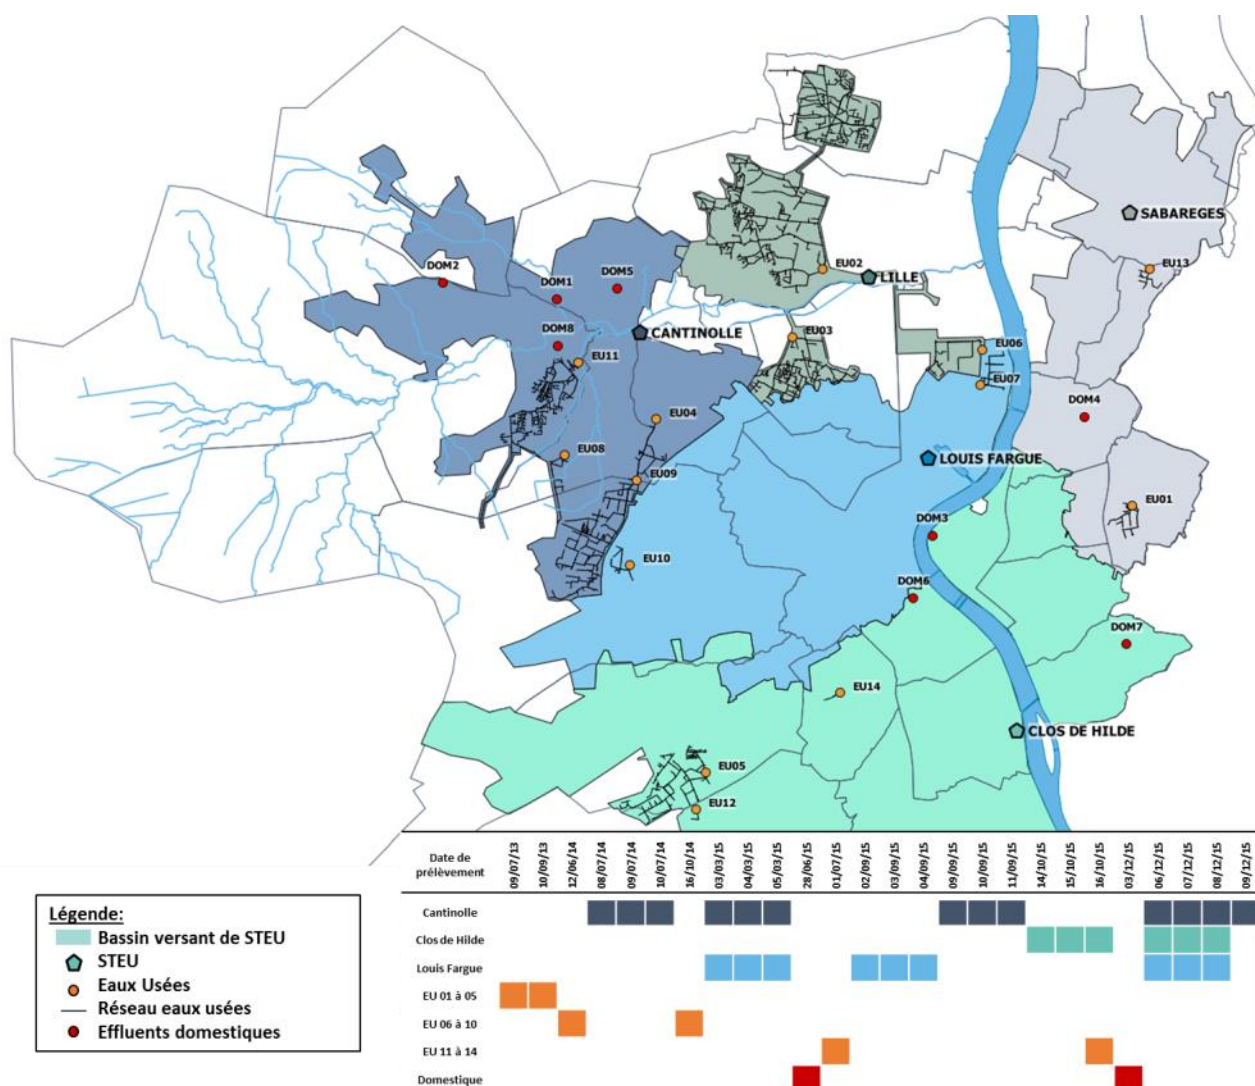 SABAREGES
EU13
EU02
LILLE
DOM2
DOM5
DOM1
CANTINOLLE
EU03
DOM8
EU11
EU06
EU07
DOM4
EU04
EU08
LOUIS FARGUE
EU09
EU01
DOM3
EU10
DOM6
DOM7
EU14
CLOS DE HILDE
EU05
EU12
Légende:
Bassin versant de STEU
STEU
Eaux Usées
Réseau eaux usées
Effluents domestiques
Date de
prélèvement
09/07/13
10/09/13
12/06/14
08/07/14
09/07/14
10/07/14
16/10/14
03/03/15
04/03/15
05/03/15
28/06/15
01/07/15
02/09/15
03/09/15
04/09/15
09/09/15
10/09/15
11/09/15
14/10/15
15/10/15
16/10/15
03/12/15
06/12/15
07/12/15
08/12/15
09/12/15
Cantinolle
Clos de Hilde
Louis Fargue
EU 01 à 05
EU 06 à 10
EU 11 à 14
Domestique